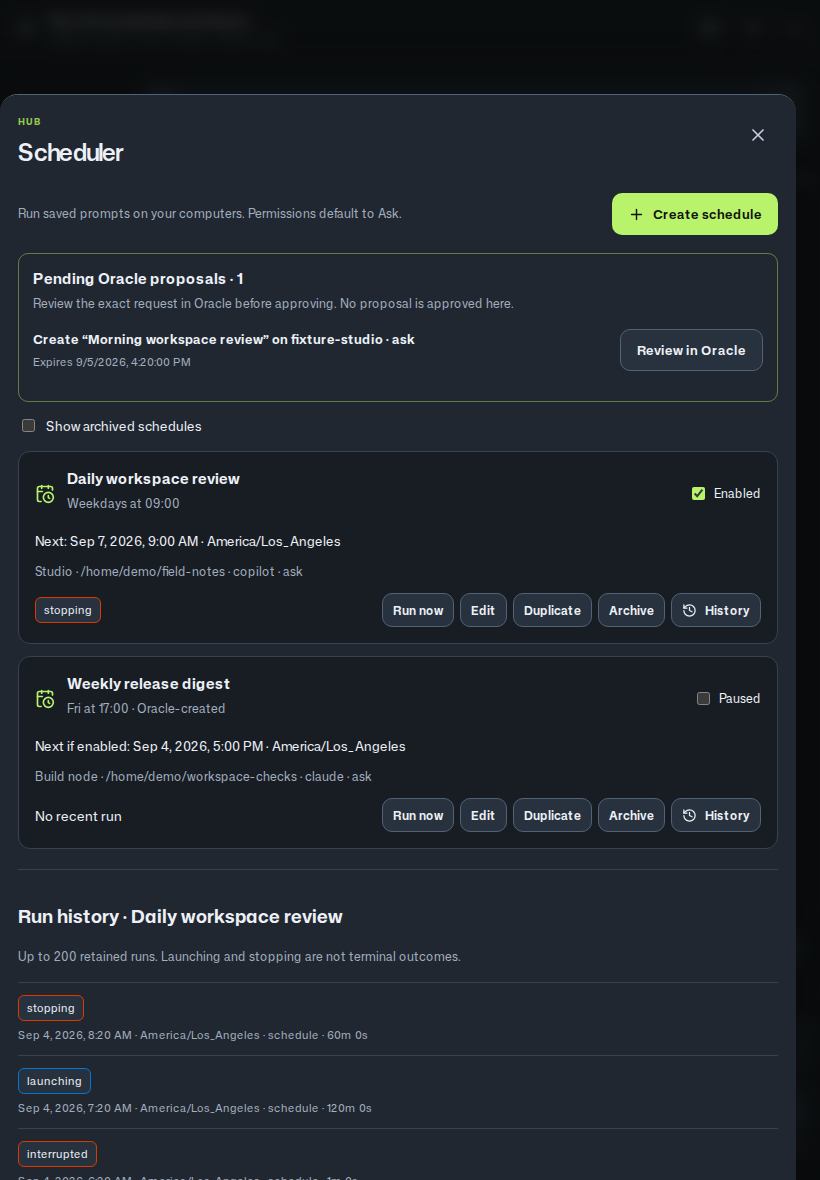 HUB
Scheduler
Run saved prompts on your computers. Permissions default to Ask.
Create schedule
Pending Oracle proposals · 1
Review the exact request in Oracle before approving. No proposal is approved here.
Create “Morning workspace review” on fixture-studio · ask
Expires 9/5/2026, 4:20:00 PM
Review in Oracle
Show archived schedules
Daily workspace review
Weekdays at 09:00
Enabled
Next: Sep 7, 2026, 9:00 AM · America/Los_Angeles
Studio · /home/demo/field-notes · copilot · ask
stopping
Run now
Edit
Duplicate
Archive
History
Weekly release digest
Fri at 17:00 · Oracle-created
Paused
Next if enabled: Sep 4, 2026, 5:00 PM · America/Los_Angeles
Build node · /home/demo/workspace-checks · claude · ask
No recent run
Run now
Edit
Duplicate
Archive
History
Run history · Daily workspace review
Up to 200 retained runs. Launching and stopping are not terminal outcomes.
stopping
Sep 4, 2026, 8:20 AM · America/Los_Angeles · schedule · 60m 0s
launching
Sep 4, 2026, 7:20 AM · America/Los_Angeles · schedule · 120m 0s
interrupted